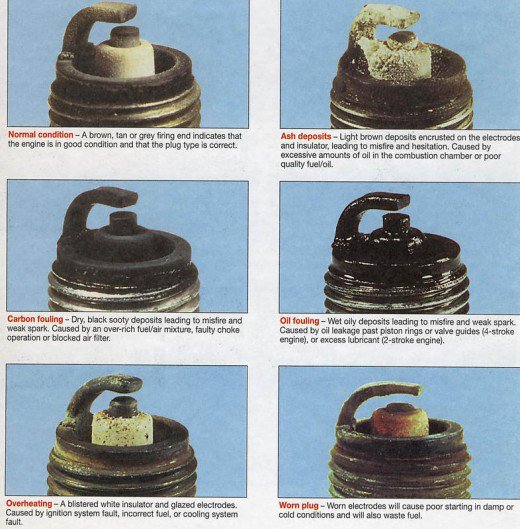 Normal condition – A brown, tan or grey firing end indicates that
the engine is in good condition and that the plug type is correct.
Ash deposits – Light brown deposits encrusted on the electrodes
and insulator, leading to misfire and hesitation. Caused by
excessive amounts of oil in the combustion chamber or poor
quality fuel/oil.
Carbon fouling – Dry, black sooty deposits leading to misfire and
weak spark. Caused by an over-rich fuel/air mixture, faulty choke
operation or blocked air filter.
Oil fouling – Wet oily deposits leading to misfire and weak spark.
Caused by oil leakage past piston rings or valve guides (4-stroke
engine), or excess lubricant (2-stroke engine).
Overheating – A blistered white insulator and glazed electrodes.
Caused by ignition system fault, incorrect fuel, or cooling system
fault.
Worn plug – Worn electrodes will cause poor starting in damp or
cold conditions and will also waste fuel.